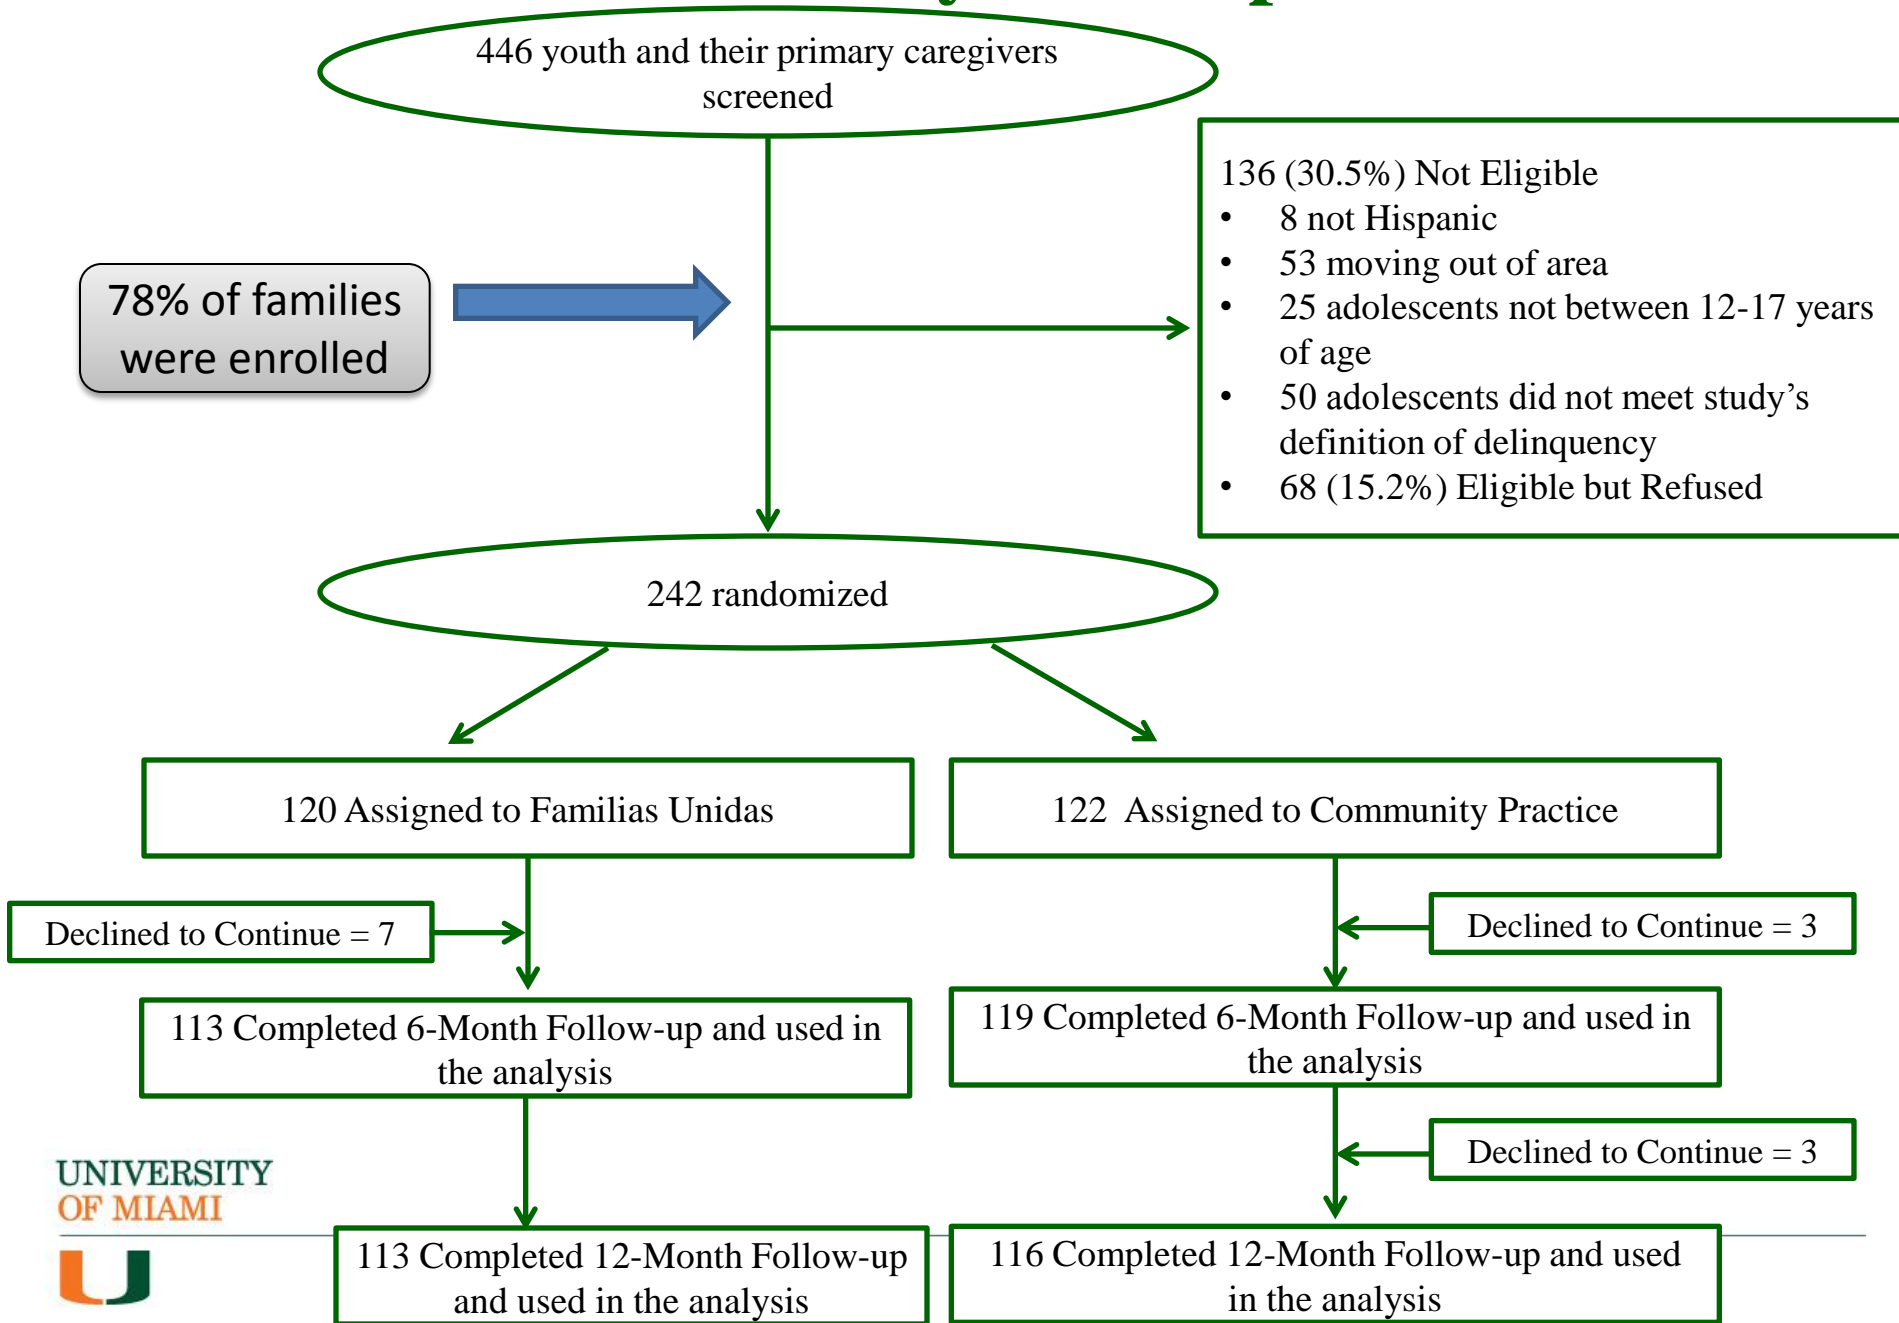 446 youth and their primary caregivers
screened
136 (30.5%) Not Eligible
• 8 not Hispanic
• 53 moving out of area
• 25 adolescents not between 12-17 years
of age
• 50 adolescents did not meet study’s
definition of delinquency
• 68 (15.2%) Eligible but Refused
78% of families
were enrolled
242 randomized
120 Assigned to Familias Unidas
122 Assigned to Community Practice
Declined to Continue = 7
Declined to Continue = 3
113 Completed 6-Month Follow-up and used in
the analysis
119 Completed 6-Month Follow-up and used in
the analysis
Declined to Continue = 3
UNIVERSITY
OF MIAMI
113 Completed 12-Month Follow-up
and used in the analysis
116 Completed 12-Month Follow-up and used
in the analysis